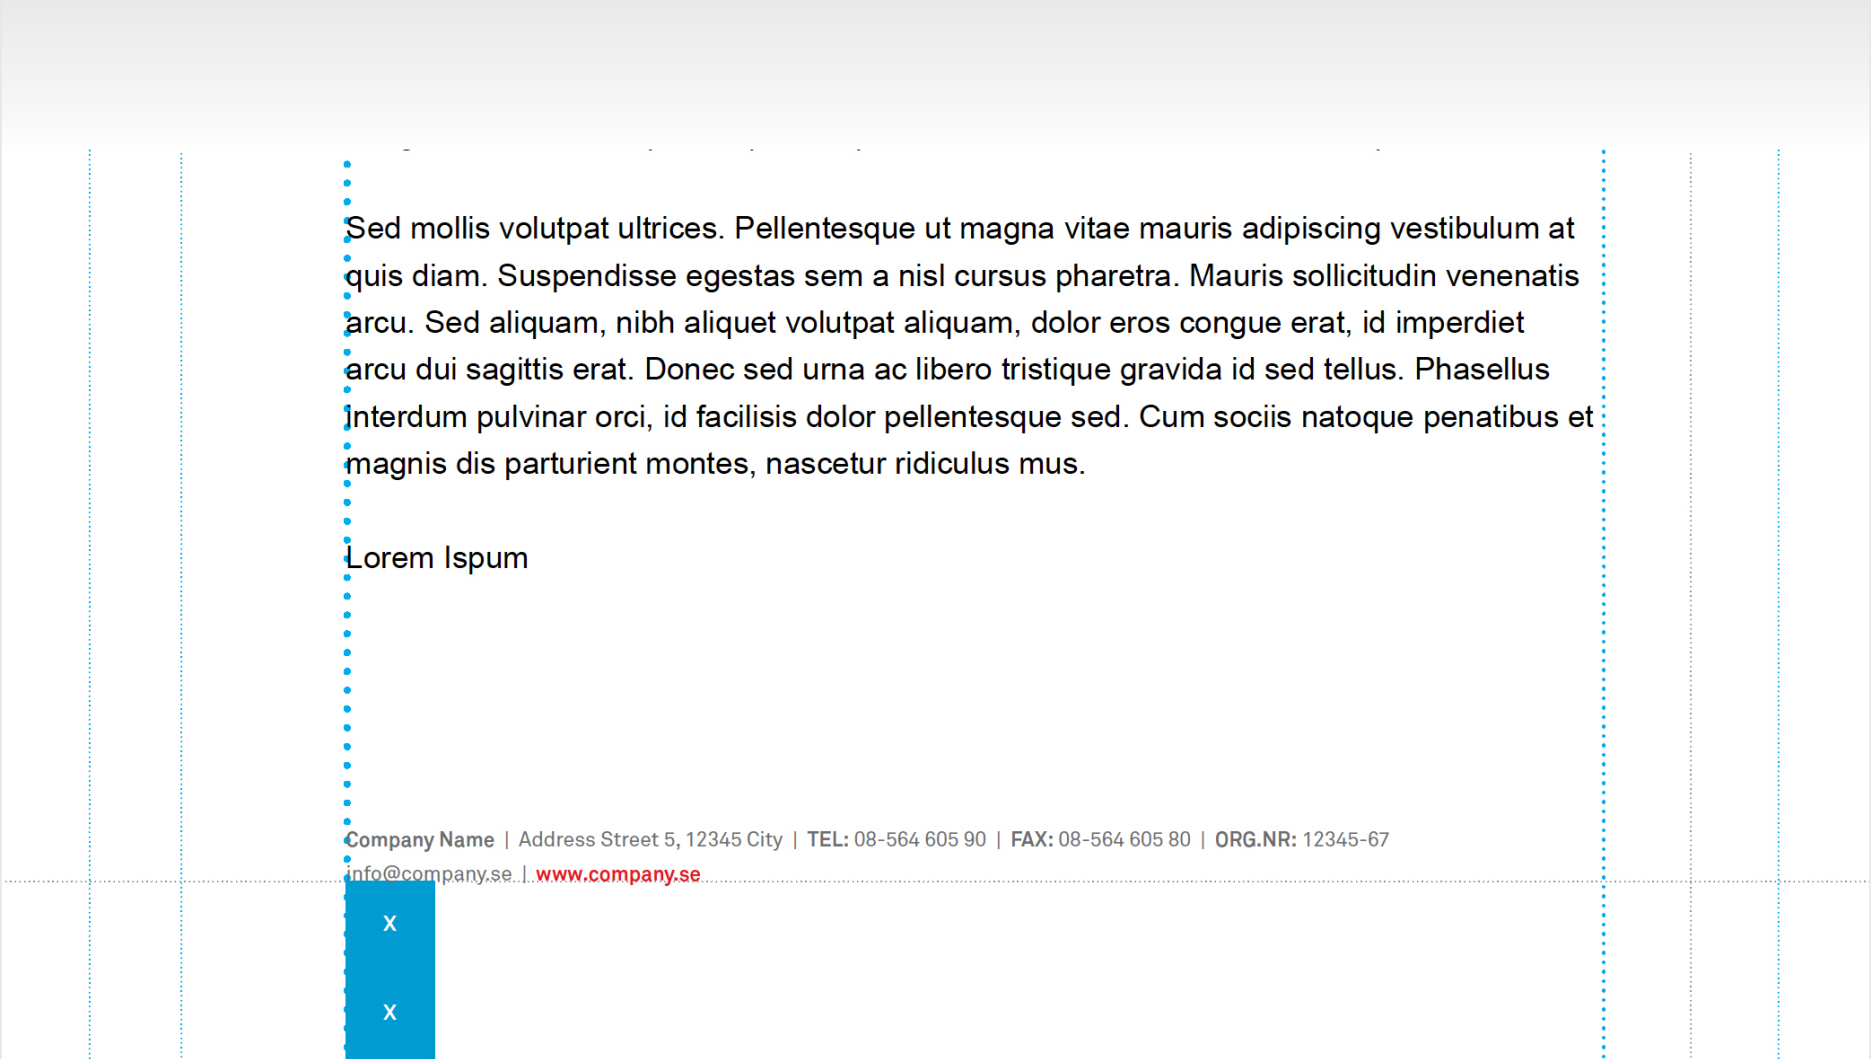 Sed mollis volutpat ultrices. Pellentesque ut magna vitae mauris adipiscing vestibulum at
quis diam. Suspendisse egestas sem a nisl cursus pharetra. Mauris sollicitudin venenatis
arcu. Sed aliquam, nibh aliquet volutpat aliquam, dolor eros congue erat, id imperdiet
arcu dui sagittis erat. Donec sed urna ac libero tristique gravida id sed tellus. Phasellus
interdum pulvinar orci, id facilisis dolor pellentesque sed. Cum sociis natoque penatibus et
magnis dis parturient montes, nascetur ridiculus mus.
Lorem Ispum
Company Name | Address Street 5, 12345 City | TEL: 08-564 605 90 | FAX: 08-564 605 80 | ORG.NR: 12345-67
info@company.se | www.company.se
x
x